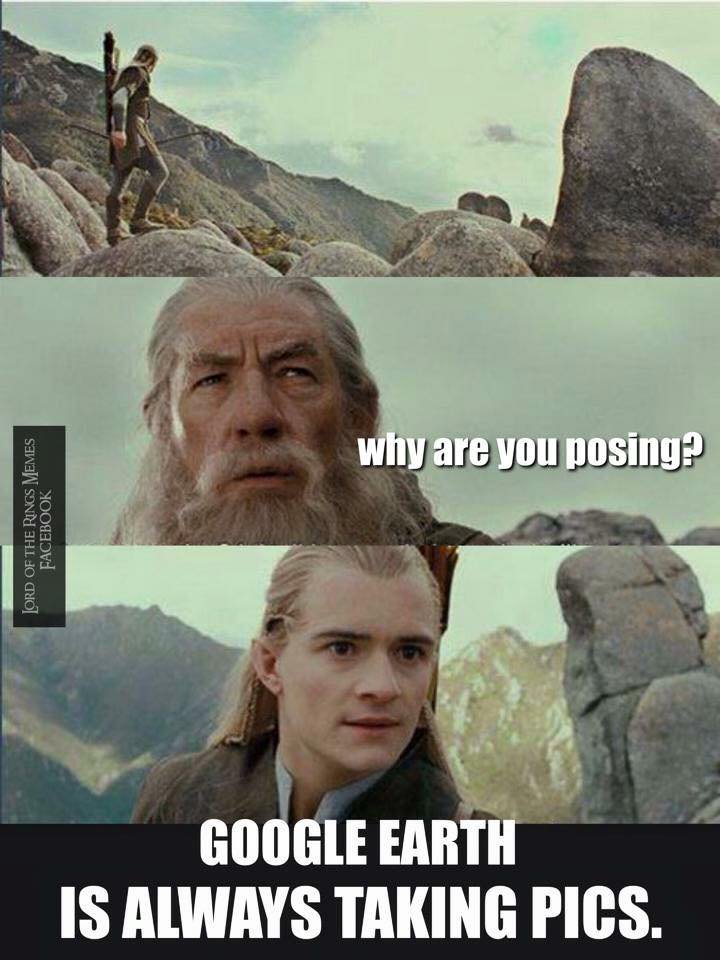 why are you posing?
LORD OF THE RINGS MEMES
FACEBOOK
GOOGLE EARTH
IS ALWAYS TAKING PICS.